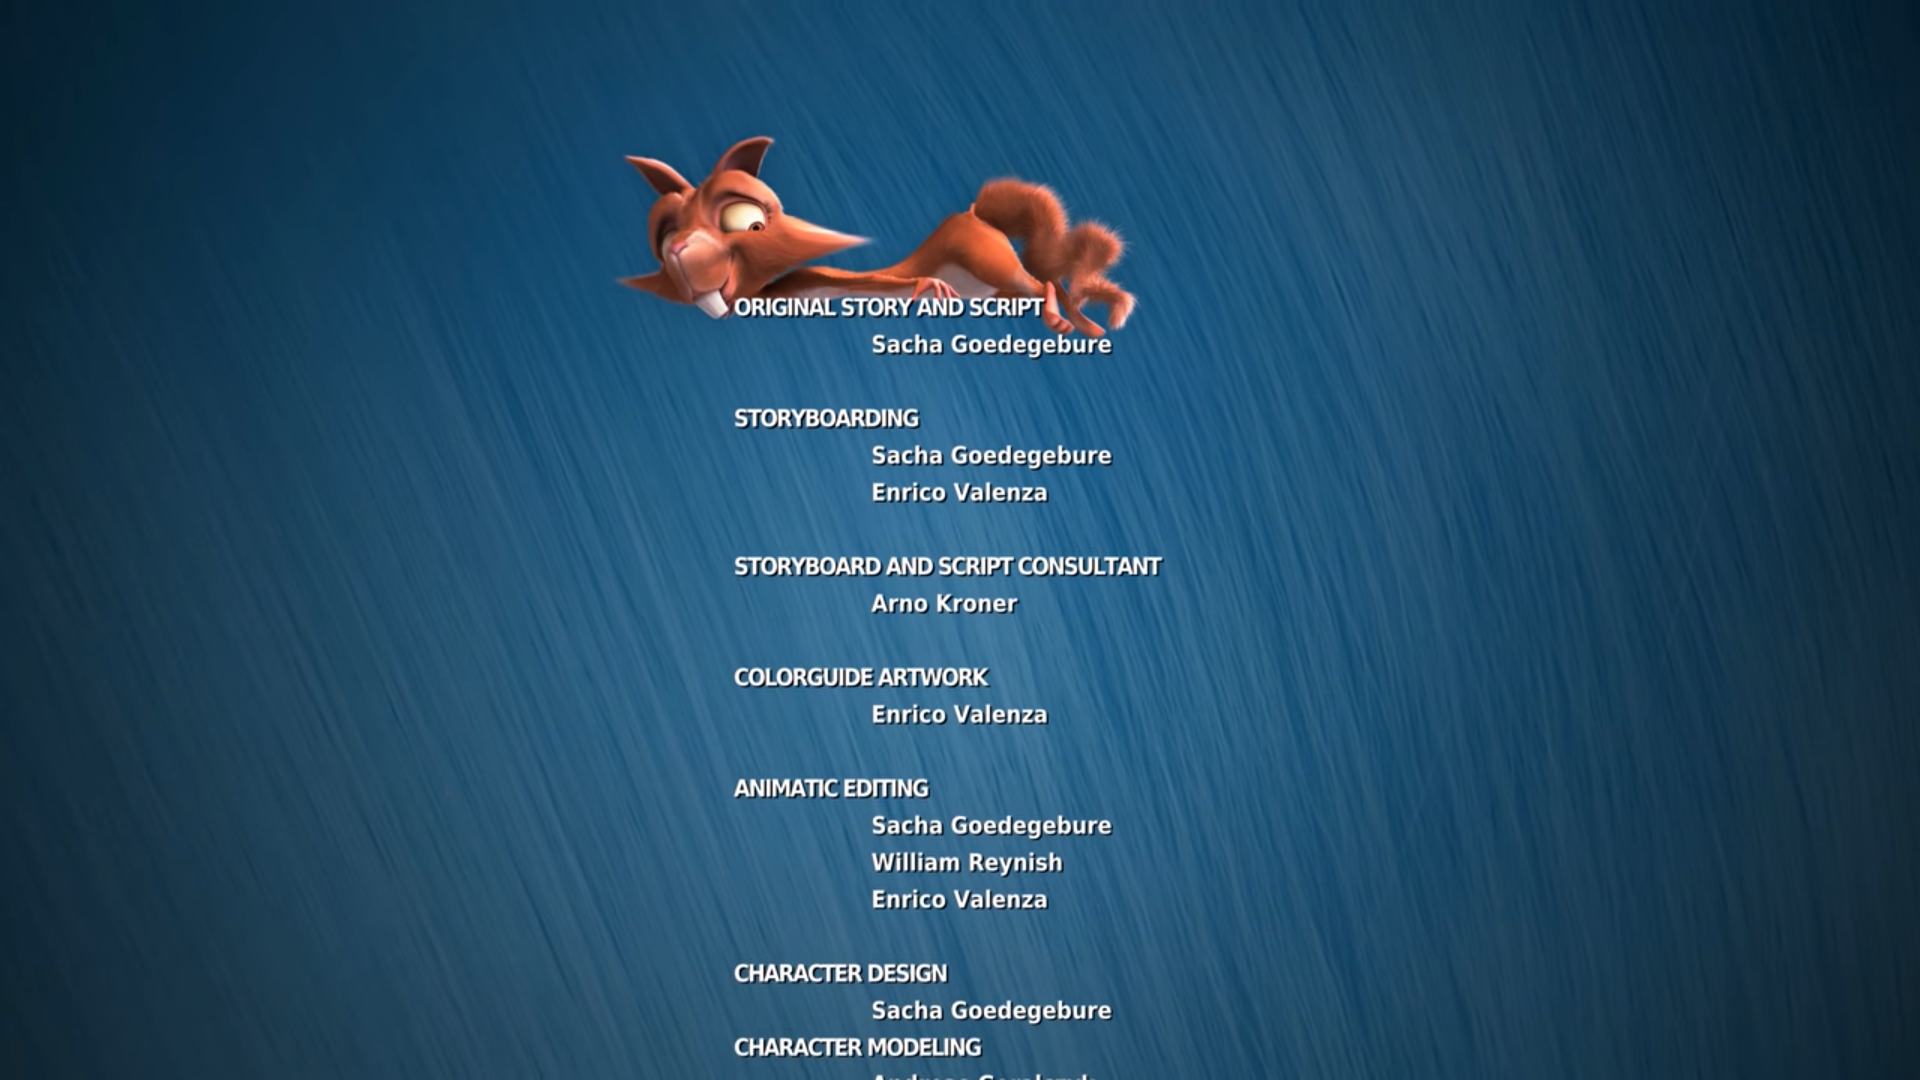 ORIGINAL STORY AND SCRIPT
Sacha Goedegebure
STORYBOARDING
Sacha Goedegebure
Enrico Valenza
STORYBOARD AND SCRIPT CONSULTANT
Arno Kroner
COLORGUIDE ARTWORK
Enrico Valenza
ANIMATIC EDITING
Sacha Goedegebure
William Reynish
Enrico Valenza
CHARACTER DESIGN
Sacha Goedegebure
CHARACTER MODELING